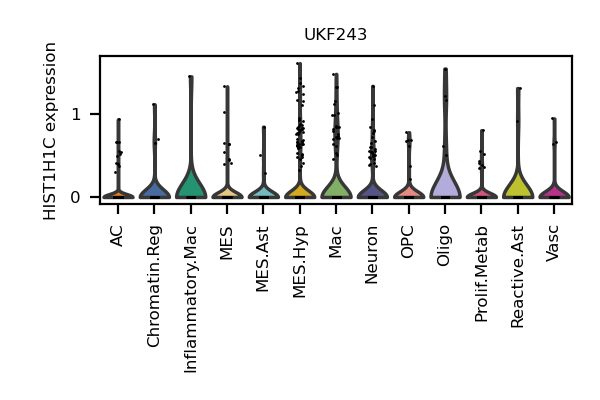 UKF243
HIST1H1C expression
1
0
AC
Chromatin.Reg
Inflammatory.Mac
MES
MES.Ast
MES.Hyp
Mac
Neuron
OPC
Oligo
Prolif.Metab
Reactive.Ast
Vasc